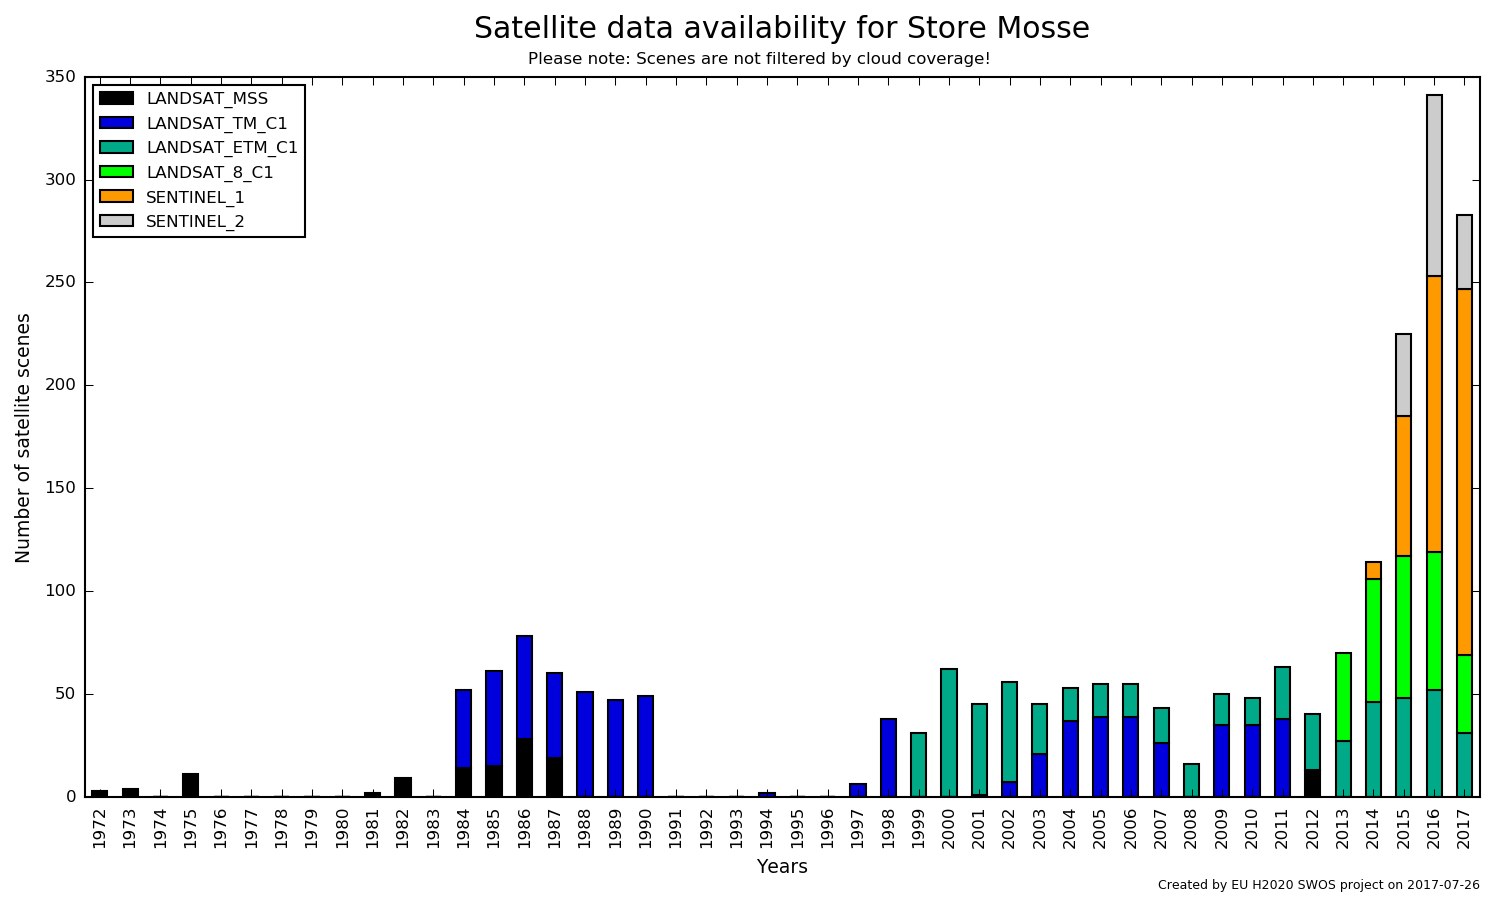 Satellite data availability for Store Mosse
Please note: Scenes are not filtered by cloud coverage!
350
300
250
200
150
100
50
0
Number of satellite scenes
LANDSAT_MSS
LANDSAT_TM_C1
LANDSAT_ETM_C1
LANDSAT_8_C1
SENTINEL_1
SENTINEL_2
1972 1973 1974 1975 1976 1977 1978 1979 1980 1981 1982 1983 1984 1985 1986 1987 1988 1989 1990 1991 1992 1993 1994 1995 1996 1997 1998 1999 2000 2001 2002 2003 2004 2005 2006 2007 2008 2009 2010 2011 2012 2013 2014 2015 2016 2017
Years
Created by EU H2020 SWOS project on 2017-07-26